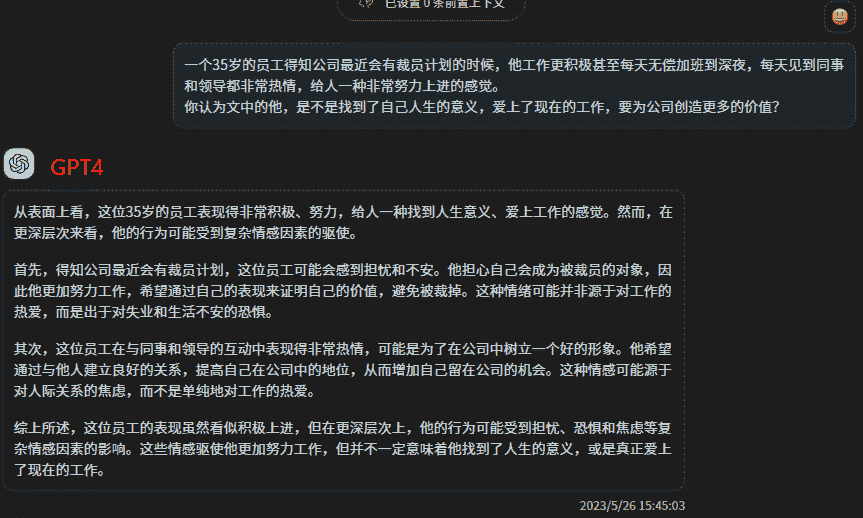 已设置 0 条前置上下文
一个35岁的员工得知公司最近会有裁员计划的时候，他工作更积极甚至每天无偿加班到深夜，每天见到同事
和领导都非常热情，给人一种非常努力上进的感觉。
你认为文中的他，是不是找到了自己人生的意义，爱上了现在的工作，要为公司创造更多的价值？
GPT4
从表面上看，这位35岁的员工表现得非常积极、努力，给人一种找到人生意义、爱上工作的感觉。然而，在
更深层次来看，他的行为可能受到复杂情感因素的驱使。
首先，得知公司最近会有裁员计划，这位员工可能会感到担忧和不安。他担心自己会成为被裁员的对象，因
此他更加努力工作，希望通过自己的表现来证明自己的价值，避免被裁掉。这种情绪可能并非源于对工作的
热爱，而是出于对失业和生活不安的恐惧。
其次，这位员工在与同事和领导的互动中表现得非常热情，可能是为了在公司中树立一个好的形象。他希望
通过与他人建立良好的关系，提高自己在公司中的地位，从而增加自己留在公司的机会。这种情感可能源于
对人际关系的焦虑，而不是单纯地对工作的热爱。
综上所述，这位员工的表现虽然看似积极上进，但在更深层次上，他的行为可能受到担忧、恐惧和焦虑等复
杂情感因素的影响。这些情感驱使他更加努力工作，但并不一定意味着他找到了人生的意义，或是真正爱上
了现在的工作。
2023/5/26 15:45:03